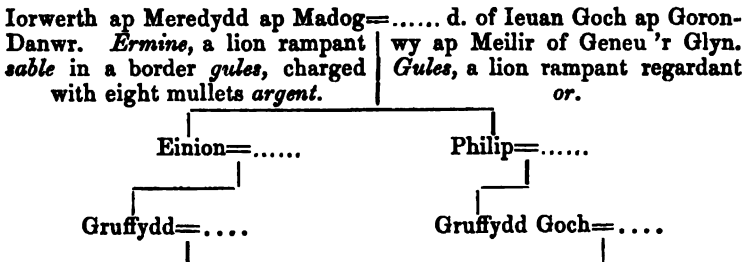 Iorwerth ap Meredydd ap Madog=...... d. of Ieuan Goch ap Goron-
Danwr. Ermine, a lion rampant wy ap Meilir of Geneu 'r Glyn.
sable in a border gules, charged Gules, a lion rampant regardant
with eight mullets argent. or.
Einion=...... Philip=......
Gruffydd=.... Gruffydd Goch=....